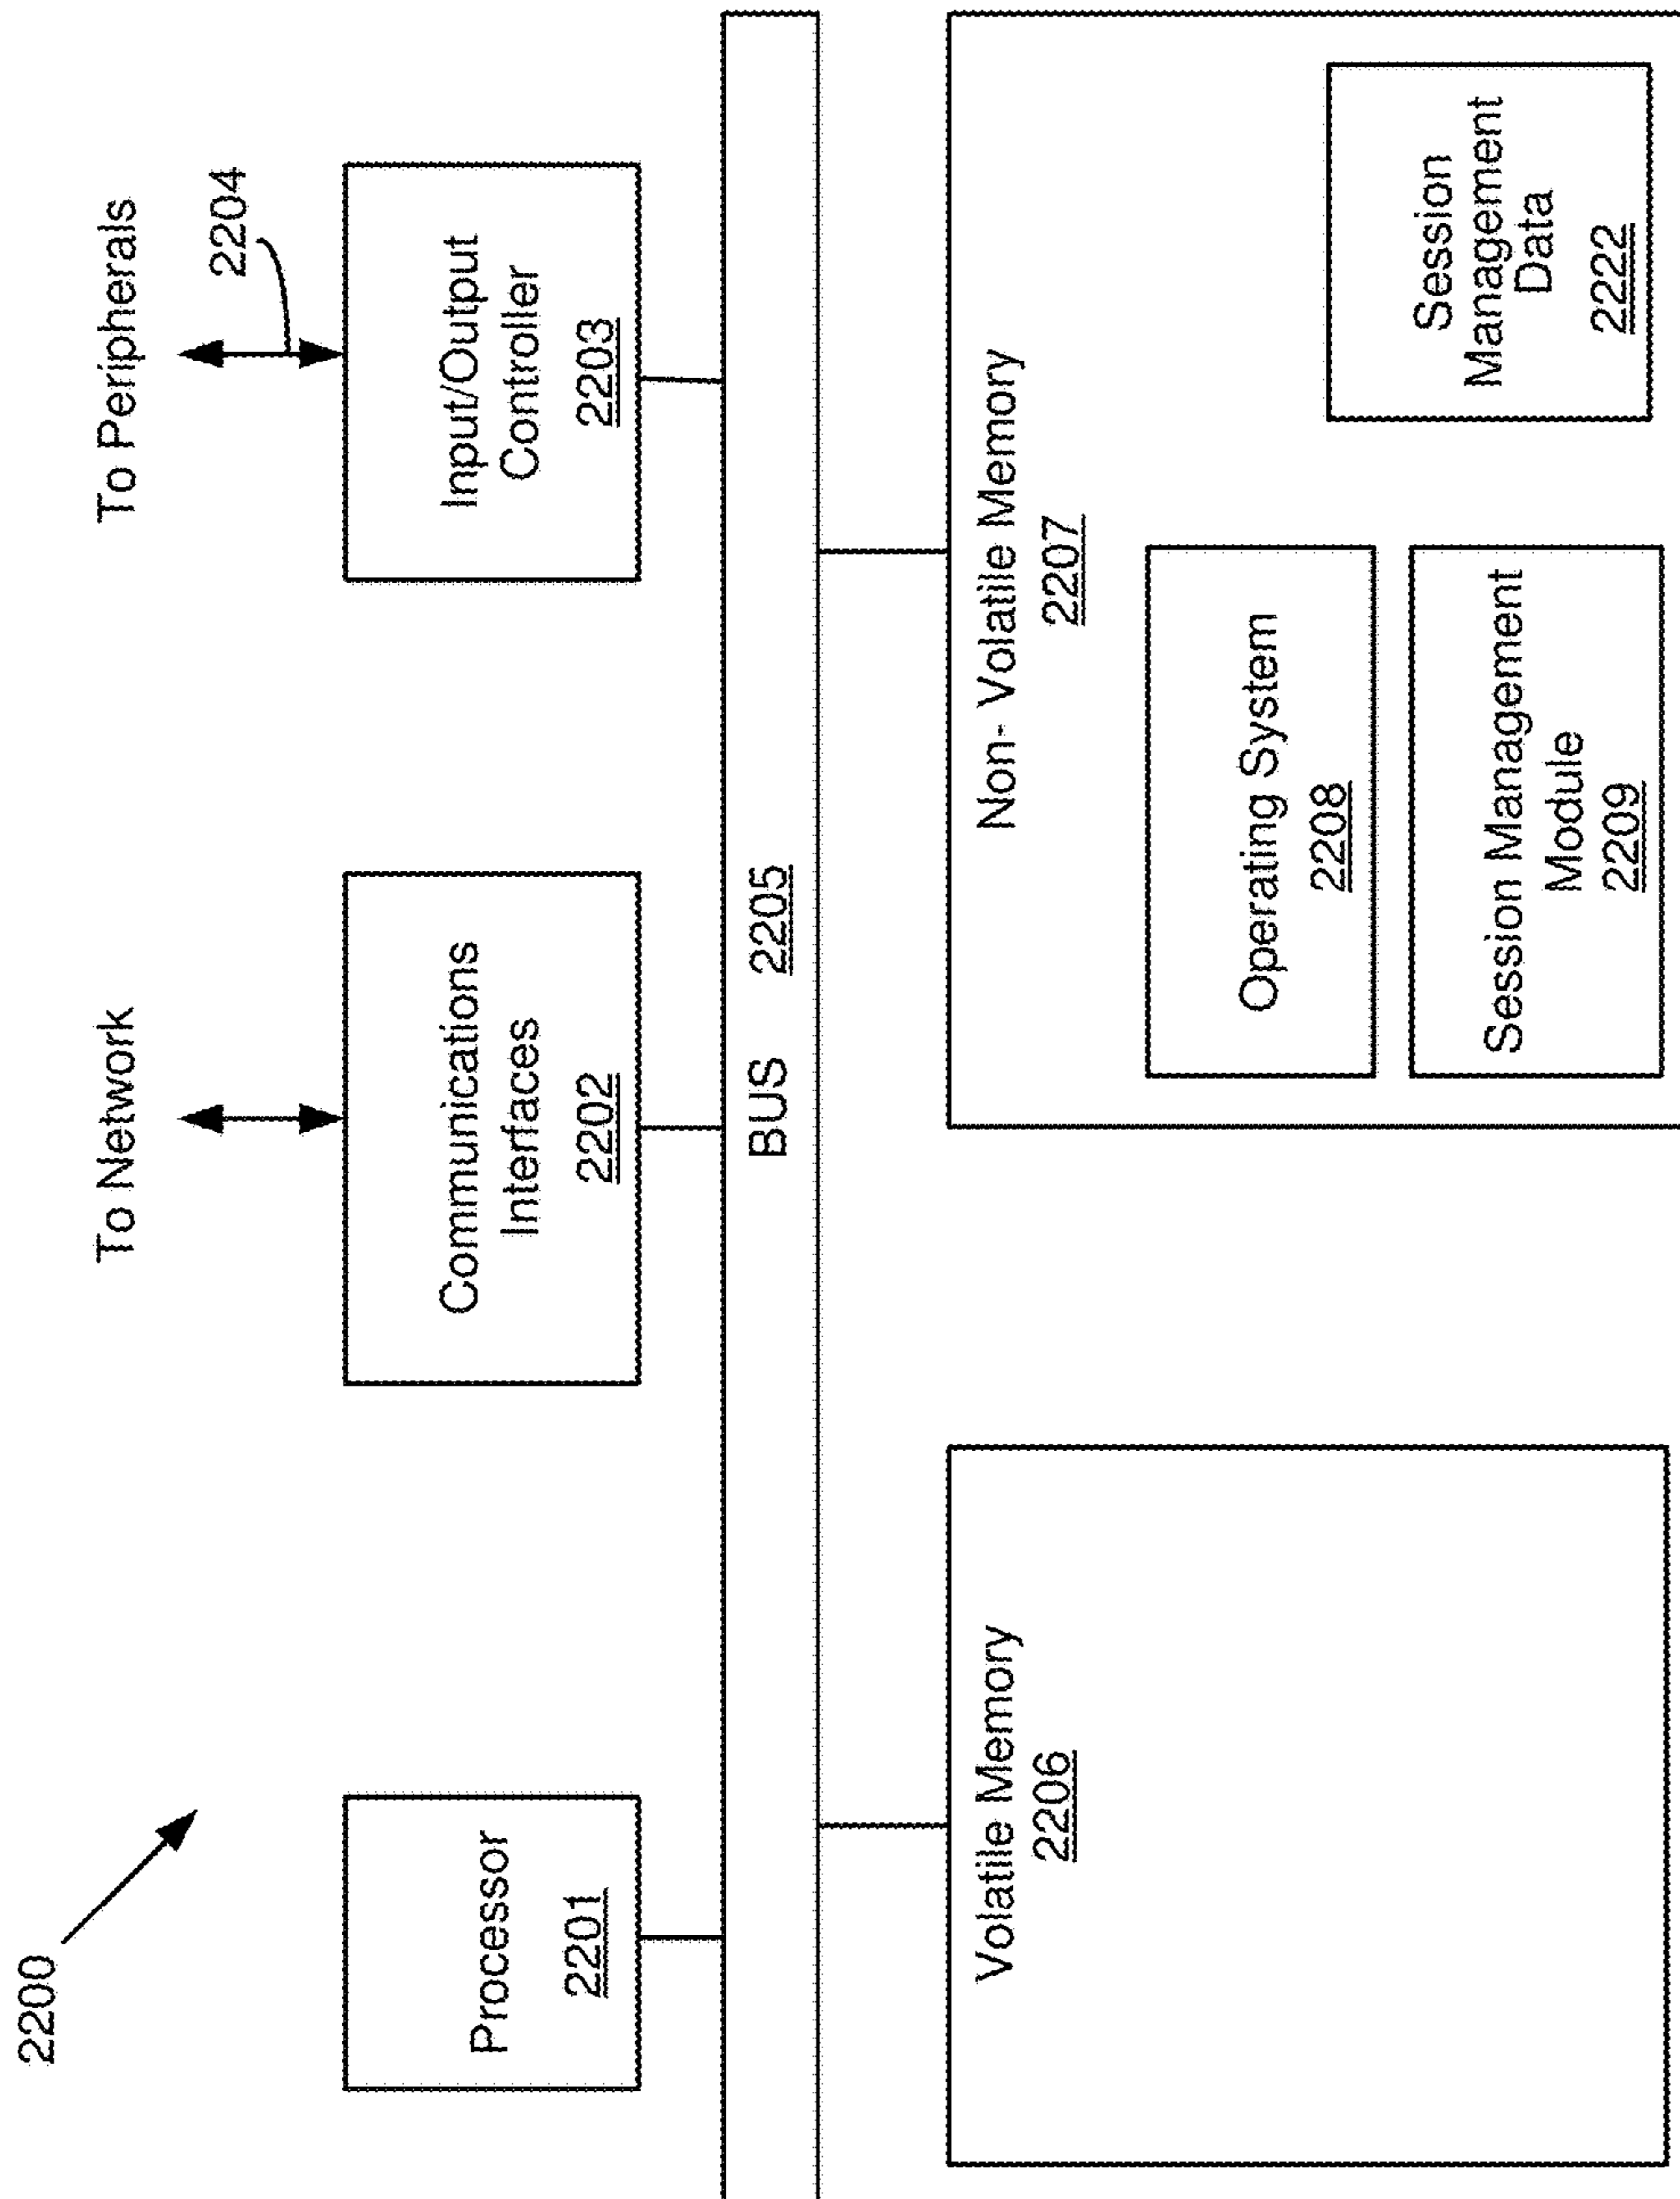 2200
To Network
To Peripherals
2204
Processor
2201
Communications
Interfaces
2202
Input/Output
Controller
2203
BUS 2205
Volatile Memory
2206
Non- Volatile Memory
2207
Operating System
2208
Session Management
Module
2209
Session
Management
Data
2222